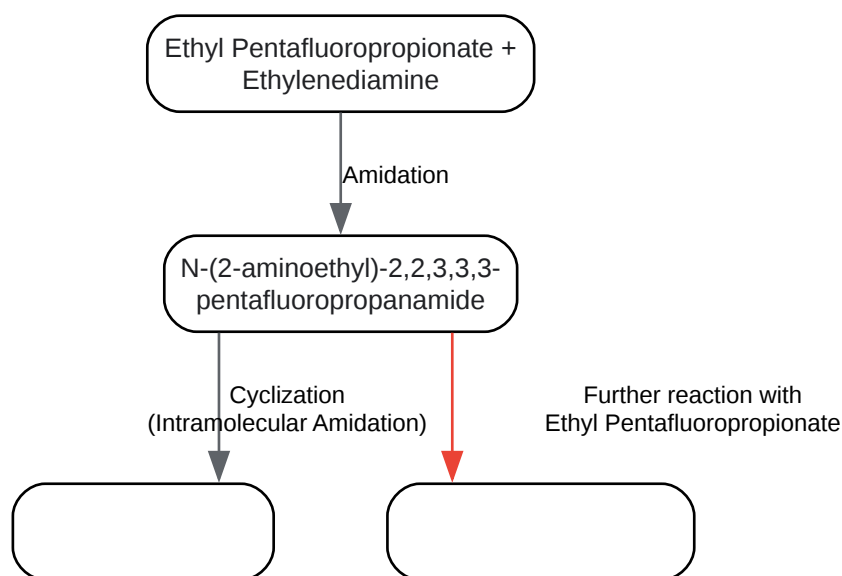 Ethyl Pentafluoropropionate +
Ethylenediamine
Amidation
N-(2-aminoethyl)-2,2,3,3,3-
pentafluoropropanamide
Cyclization
(Intramolecular Amidation)
Further reaction with
Ethyl Pentafluoropropionate